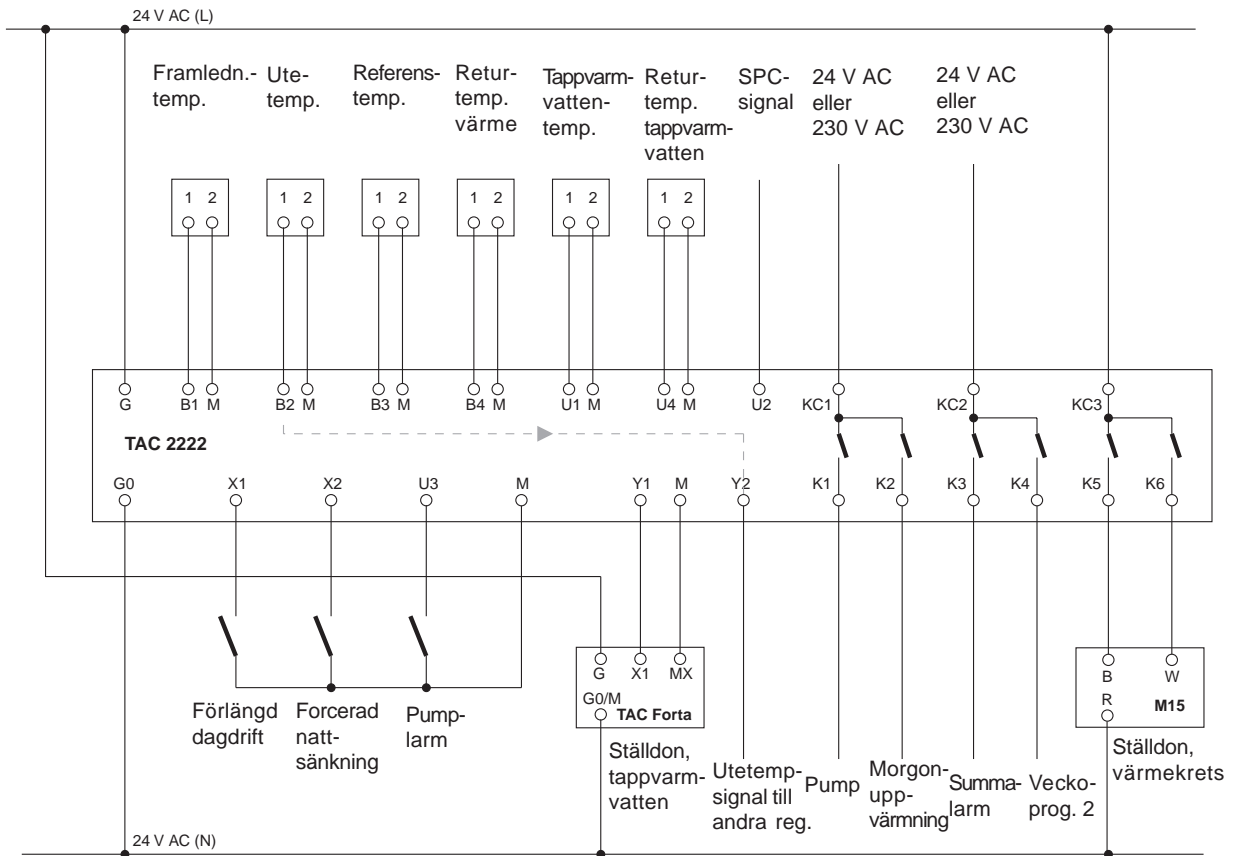 24 V AC (L)
Framledn.-
temp.
Ute-
temp.
Referens-
temp.
Retur-
temp.
värme
Tappvarm-
vatten-
temp.
Retur-
temp.
tappvarm-
vatten
SPC-
signal
24 V AC
eller
230 V AC
24 V AC
eller
230 V AC
1 2
1 2
1 2
1 2
1 2
1 2
G B1 M B2 M B3 M B4 M U1 M U4 M U2 KC1 KC2 KC3
TAC 2222
G0 X1 X2 U3 M Y1 M Y2 K1 K2 K3 K4 K5 K6
Förlängd
dagdrift
Forcerad
natt-
sänkning
Pump-
larm
G X1 MX
G0/M
TAC Forta
Ställdon,
tappvarm-
vatten
Utetemp-
signal till
andra reg.
Pump
Morgon-
upp-
värmning
Summa-
larm
Vecko-
prog. 2
B W
R
M15
Ställdon,
värmekrets
24 V AC (N)